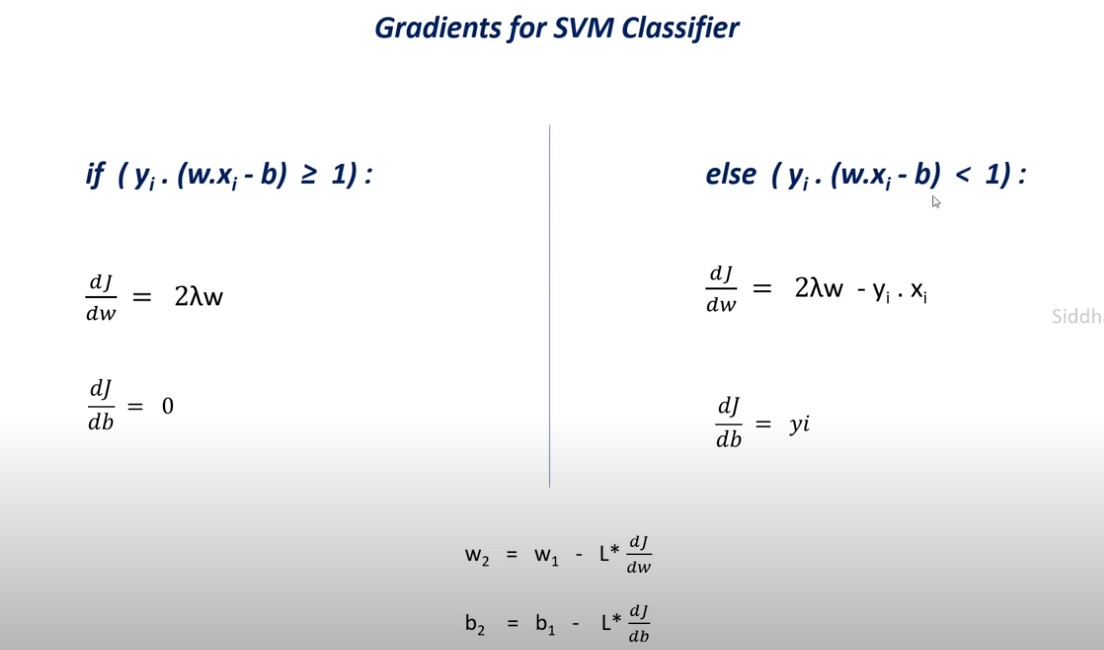 Gradients for SVM Classifier
if ( yᵢ . (w.xᵢ - b) ≥ 1) :
dJ/dw = 2λw
dJ/db = 0
else ( yᵢ . (w.xᵢ - b) < 1) :
dJ/dw = 2λw - yᵢ . xᵢ
dJ/db = yi
Siddh
w₂ = w₁ - L* dJ/dw
b₂ = b₁ - L* dJ/db